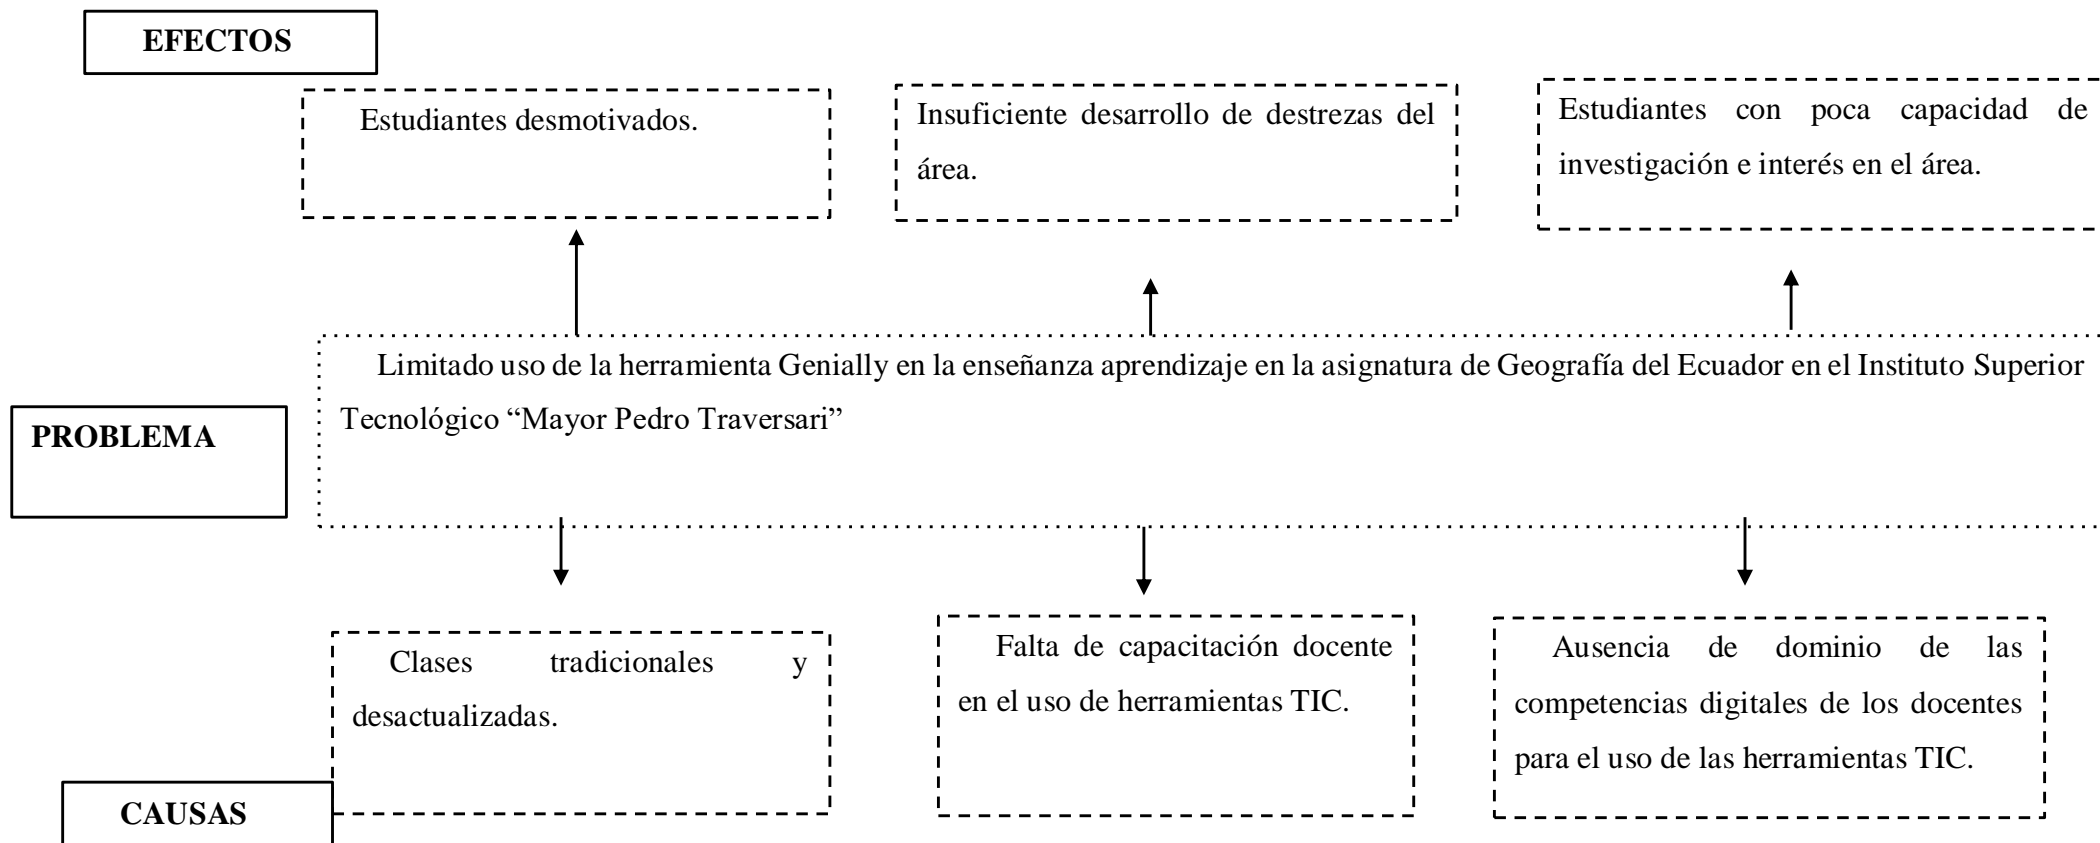 EFECTOS
Estudiantes desmotivados.
Insuficiente desarrollo de destrezas del
área.
Estudiantes con poca capacidad de
investigación e interés en el área.
Limitado uso de la herramienta Genially en la enseñanza aprendizaje en la asignatura de Geografía del Ecuador en el Instituto Superior
Tecnológico “Mayor Pedro Traversari”
PROBLEMA
Clases tradicionales y
desactualizadas.
Falta de capacitación docente
en el uso de herramientas TIC.
Ausencia de dominio de las
competencias digitales de los docentes
para el uso de las herramientas TIC.
CAUSAS